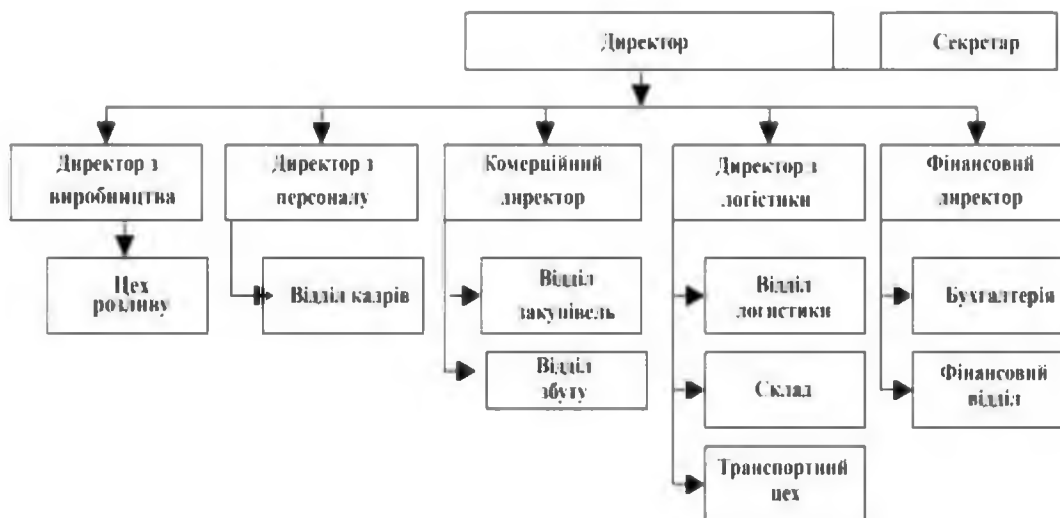 Директор
Секретар
Директор з
виробництва
Директор з
персоналу
Комерційний
директор
Директор з
логістики
Фінансовий
директор
Цех
розливу
Відділ кадрів
Відділ
закупівель
Відділ
логистики
Бухгалтерія
Відділ
збуту
Склад
Фінансовий
відділ
Транспортний
цех